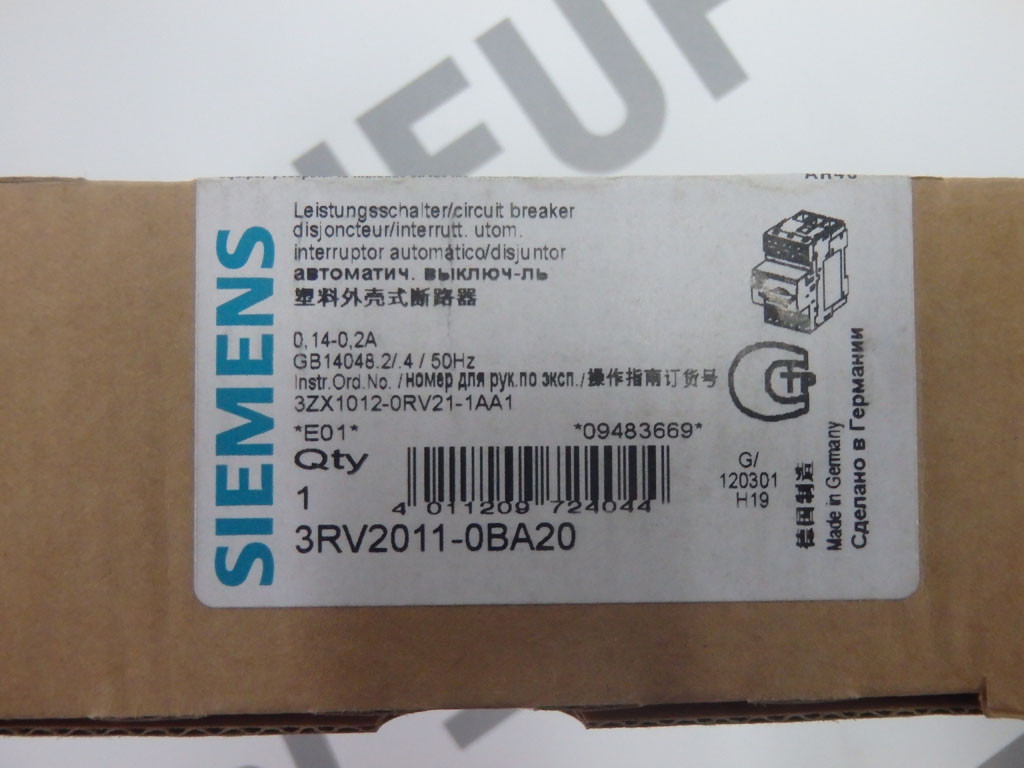 SIEMENS
Leistungsschalter/circuit breaker
disjoncteur/interrutt. utom.
interruptor automático/disjuntor
автоматич. выключ-ль
塑料外壳式断路器
0,14-0,2A
GB14048.2/.4 / 50Hz
Instr.Ord.No. /номер для рук.по эксп./操作指南订货号
3ZX1012-0RV21-1AA1
*E01* *09483669*
Qty
1
4 011209 724044
3RV2011-0BA20
G/
120301
H19
德国制造
Made in Germany
Сделано в Германии